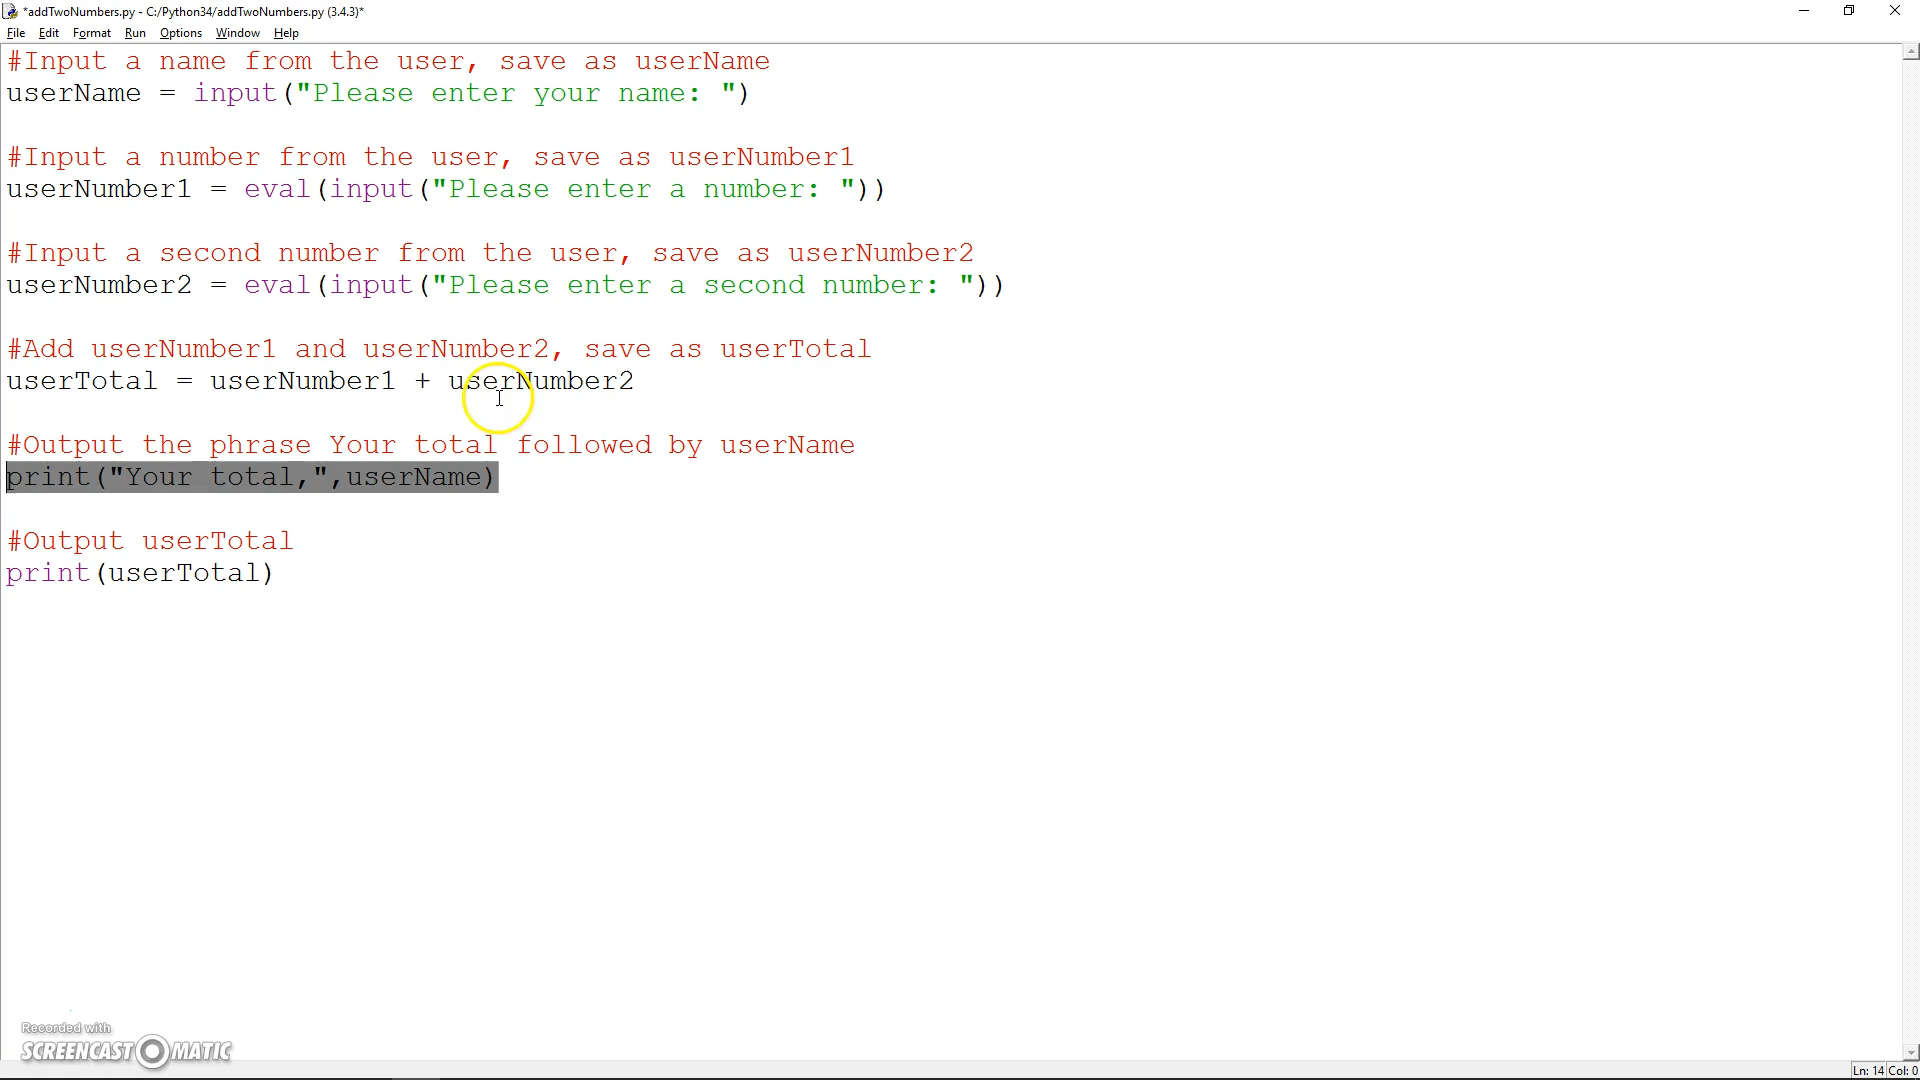 *addTwoNumbers.py - C:/Python34/addTwoNumbers.py (3.4.3)*
File Edit Format Run Options Window Help
#Input a name from the user, save as userName
userName = input("Please enter your name: ")
#Input a number from the user, save as userNumber1
userNumber1 = eval(input("Please enter a number: "))
#Input a second number from the user, save as userNumber2
userNumber2 = eval(input("Please enter a second number: "))
#Add userNumber1 and userNumber2, save as userTotal
userTotal = userNumber1 + userNumber2
#Output the phrase Your total followed by userName
print("Your total,",userName)
#Output userTotal
print(userTotal)
Recorded with
SCREENCAST MATIC
Ln: 14 Col: 0